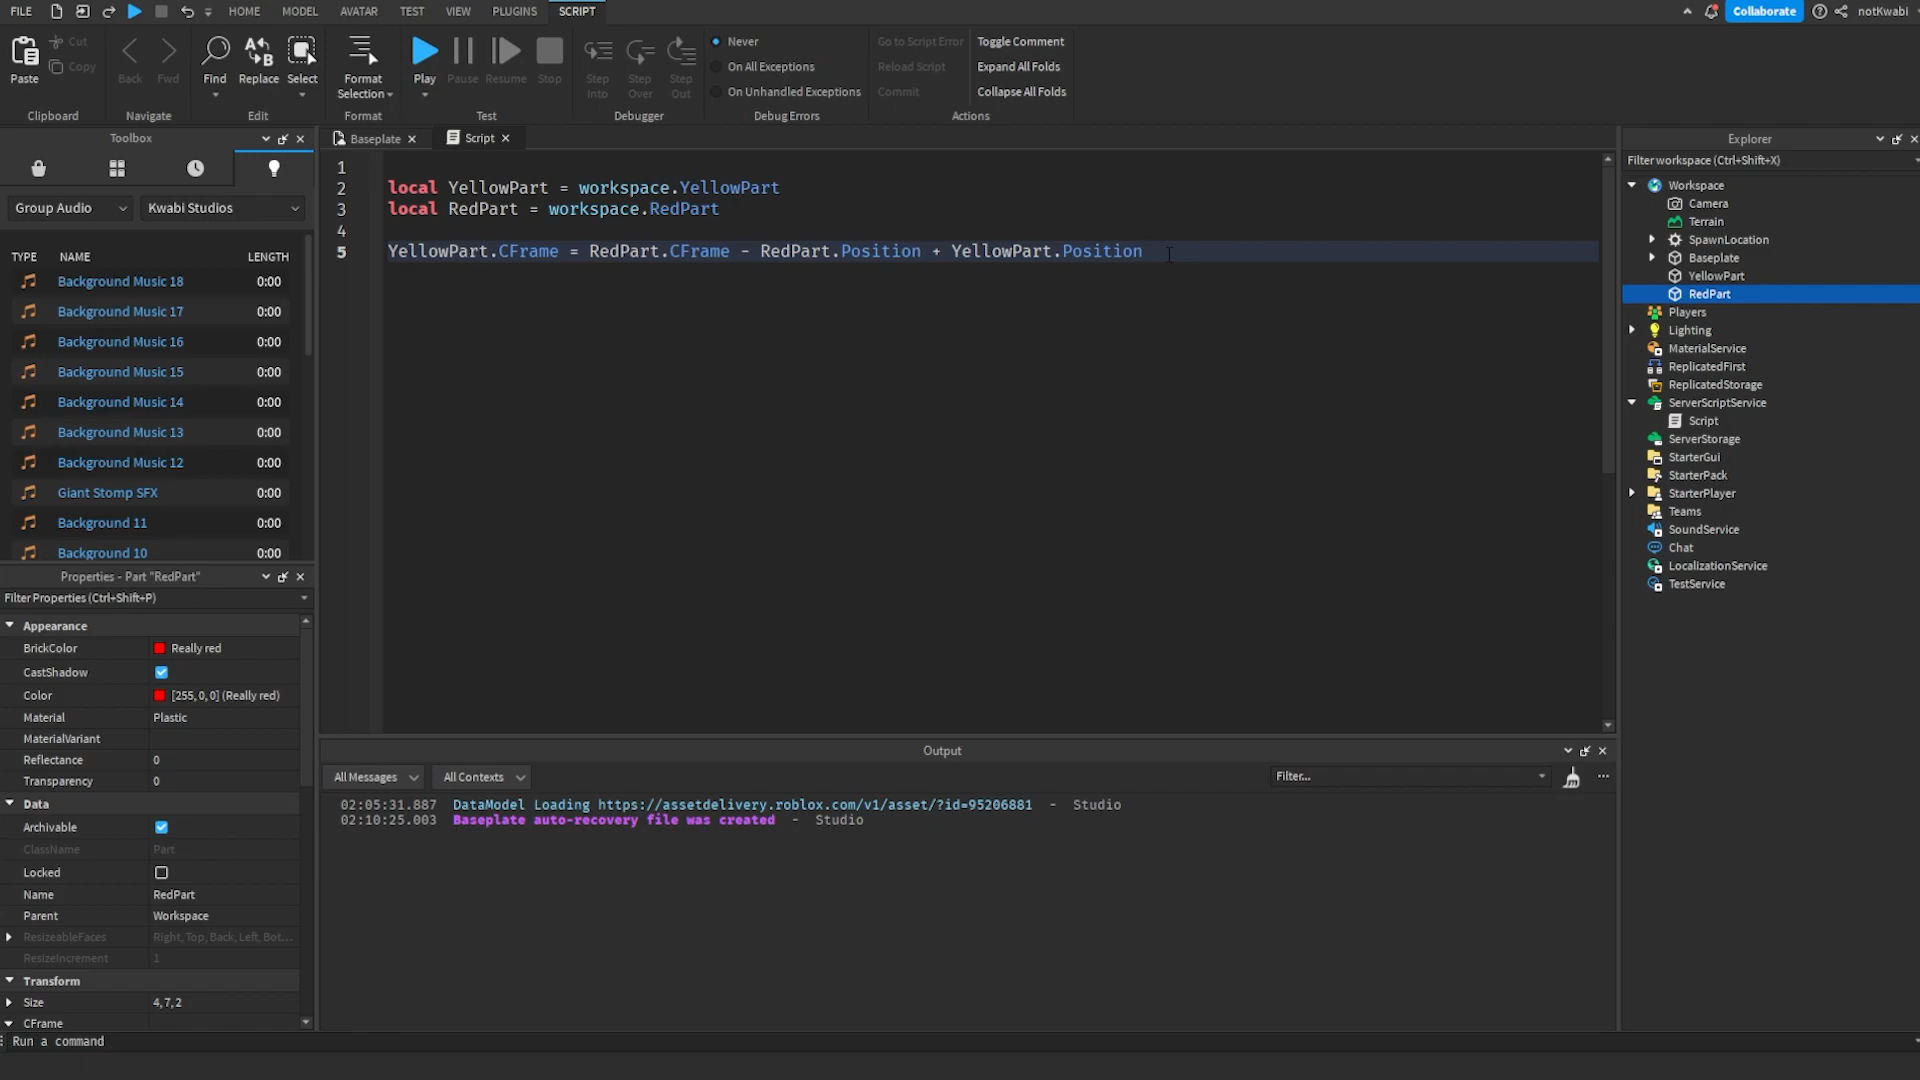 FILE HOME MODEL AVATAR TEST VIEW PLUGINS SCRIPT Collaborate notKwabi
Paste Cut Copy
Back Fwd
Find Replace Select
Format Selection
Play Pause Resume Stop
Step Into Step Over Step Out
Never
On All Exceptions
On Unhandled Exceptions
Go to Script Error
Reload Script
Commit
Toggle Comment
Expand All Folds
Collapse All Folds
Clipboard Navigate Edit Format Test Debugger Debug Errors Actions
Toolbox
Group Audio Kwabi Studios
TYPE NAME LENGTH
Background Music 18 0:00
Background Music 17 0:00
Background Music 16 0:00
Background Music 15 0:00
Background Music 14 0:00
Background Music 13 0:00
Background Music 12 0:00
Giant Stomp SFX 0:00
Background 11 0:00
Background 10 0:00
Properties - Part "RedPart"
Filter Properties (Ctrl+Shift+P)
Appearance
BrickColor Really red
CastShadow
Color [255, 0, 0] (Really red)
Material Plastic
MaterialVariant
Reflectance 0
Transparency 0
Data
Archivable
ClassName Part
Locked
Name RedPart
Parent Workspace
ResizeableFaces Right, Top, Back, Left, Bot...
ResizeIncrement 1
Transform
Size 4, 7, 2
CFrame
Run a command
Baseplate Script
1
2 local YellowPart = workspace.YellowPart
3 local RedPart = workspace.RedPart
4
5 YellowPart.CFrame = RedPart.CFrame - RedPart.Position + YellowPart.Position
Output
All Messages All Contexts Filter... ...
02:05:31.887 DataModel Loading https://assetdelivery.roblox.com/v1/asset/?id=95206881 - Studio
02:10:25.003 Baseplate auto-recovery file was created - Studio
Explorer
Filter workspace (Ctrl+Shift+X)
Workspace
Camera
Terrain
SpawnLocation
Baseplate
YellowPart
RedPart
Players
Lighting
MaterialService
ReplicatedFirst
ReplicatedStorage
ServerScriptService
Script
ServerStorage
StarterGui
StarterPack
StarterPlayer
Teams
SoundService
Chat
LocalizationService
TestService